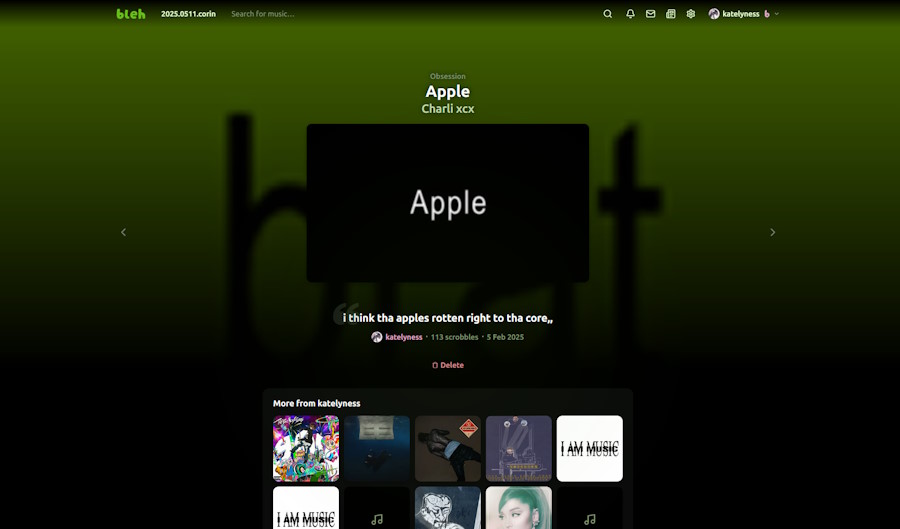 bleh 2025.0511.corin Search for music... katelyness
Obsession
Apple
Charli xcx
brat
Apple
i think tha apples rotten right to tha core,,
katelyness · 113 scrobbles · 5 Feb 2025
Delete
More from katelyness
I AM MUSIC
I AM MUSIC